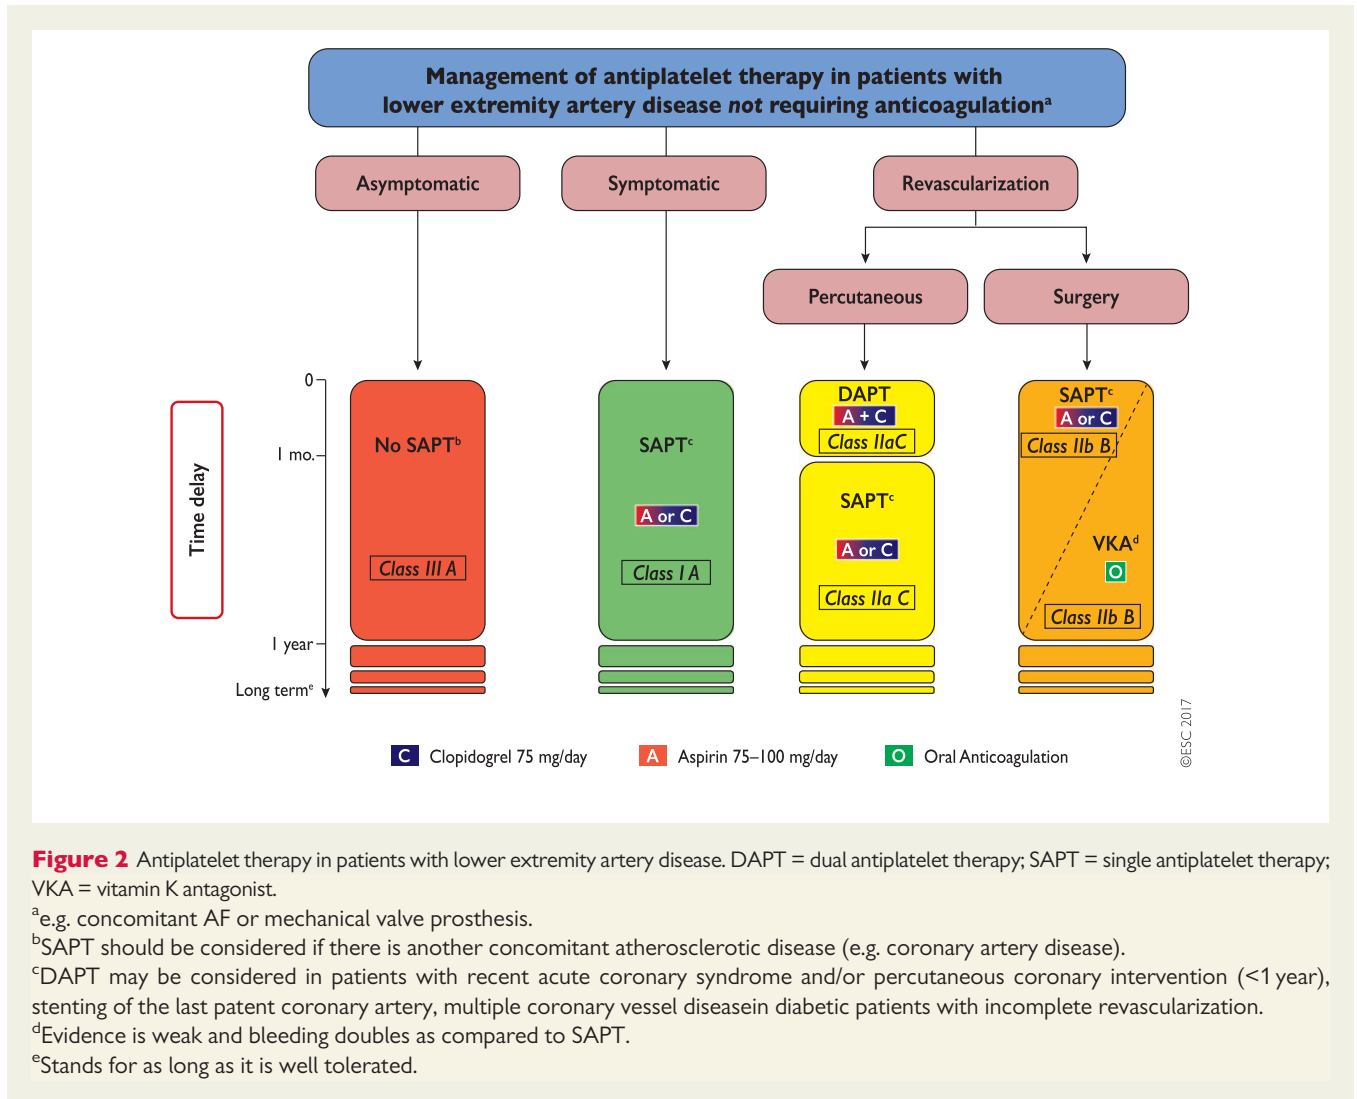 Management of antiplatelet therapy in patients with
lower extremity artery disease not requiring anticoagulationᵃ
Asymptomatic
Symptomatic
Revascularization
Percutaneous
Surgery
Time delay
0
1 mo.
1 year
Long termᵉ
No SAPTᵇ
Class III A
SAPTᶜ
A or C
Class I A
DAPT
A + C
Class IIaC
SAPTᶜ
A or C
Class IIa C
SAPTᶜ
A or C
Class IIb B
VKAᵈ
O
Class IIb B
©ESC 2017
C Clopidogrel 75 mg/day
A Aspirin 75–100 mg/day
O Oral Anticoagulation
Figure 2 Antiplatelet therapy in patients with lower extremity artery disease. DAPT = dual antiplatelet therapy; SAPT = single antiplatelet therapy;
VKA = vitamin K antagonist.
ᵃe.g. concomitant AF or mechanical valve prosthesis.
ᵇSAPT should be considered if there is another concomitant atherosclerotic disease (e.g. coronary artery disease).
ᶜDAPT may be considered in patients with recent acute coronary syndrome and/or percutaneous coronary intervention (<1 year),
stenting of the last patent coronary artery, multiple coronary vessel diseasein diabetic patients with incomplete revascularization.
ᵈEvidence is weak and bleeding doubles as compared to SAPT.
ᵉStands for as long as it is well tolerated.